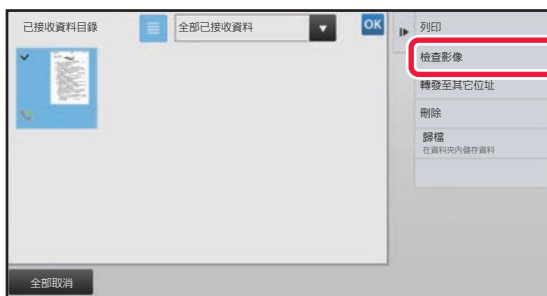 已接收資料目錄
全部已接收資料
OK
列印
檢查影像
轉發至其它位址
刪除
歸檔
在資料夾內儲存資料
全部取消